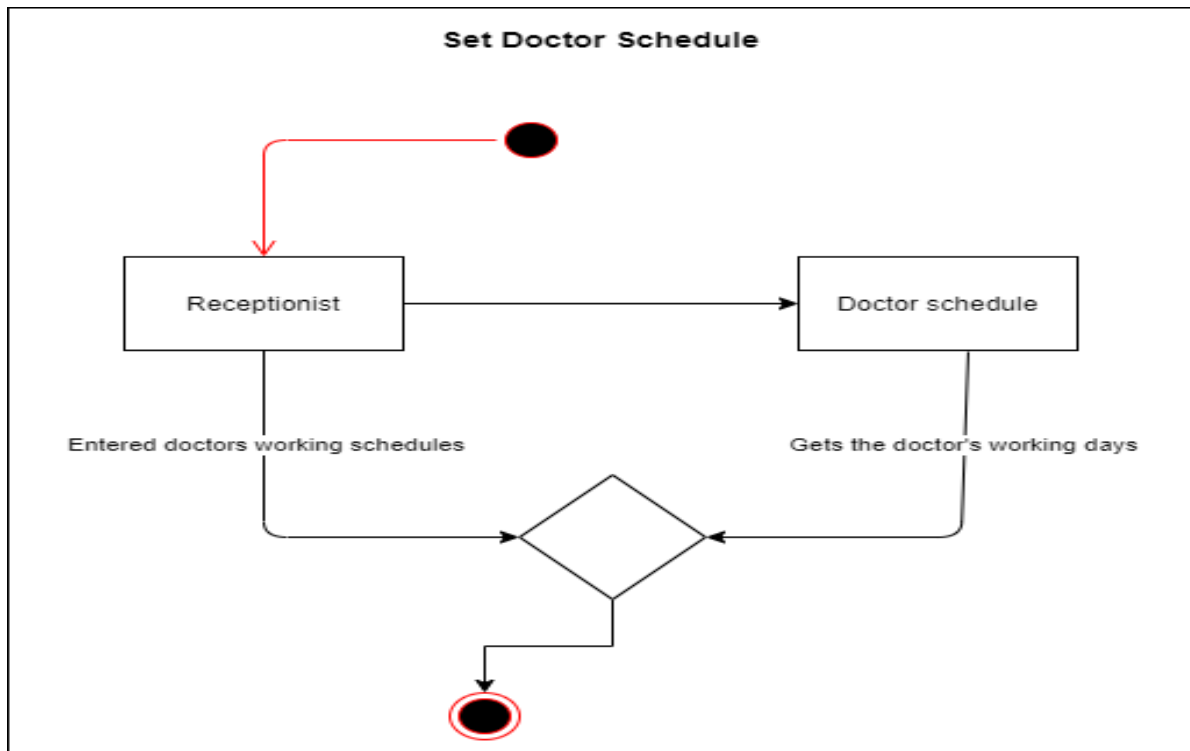 Set Doctor Schedule
Receptionist
Doctor schedule
Entered doctors working schedules
Gets the doctor's working days